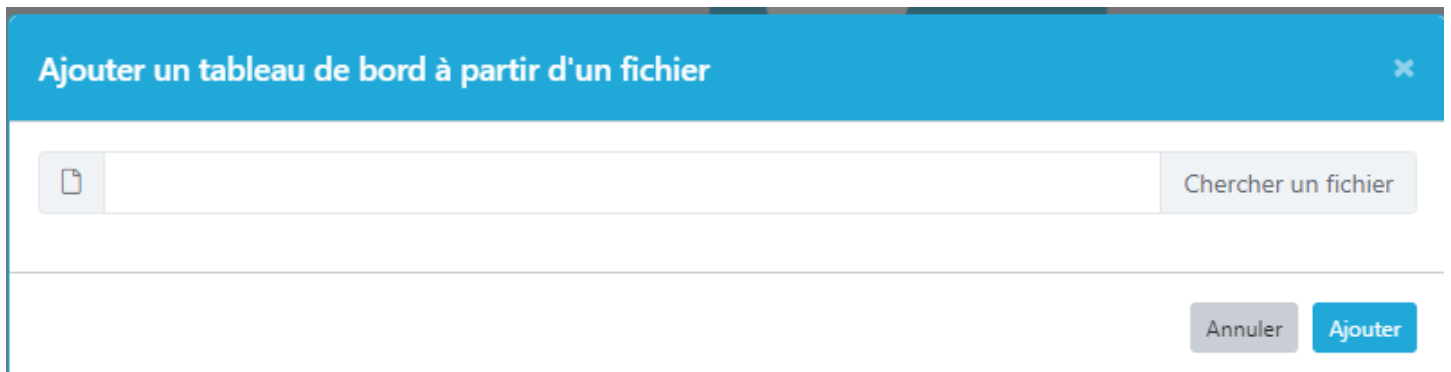 Ajouter un tableau de bord à partir d'un fichier
Chercher un fichier
Annuler Ajouter